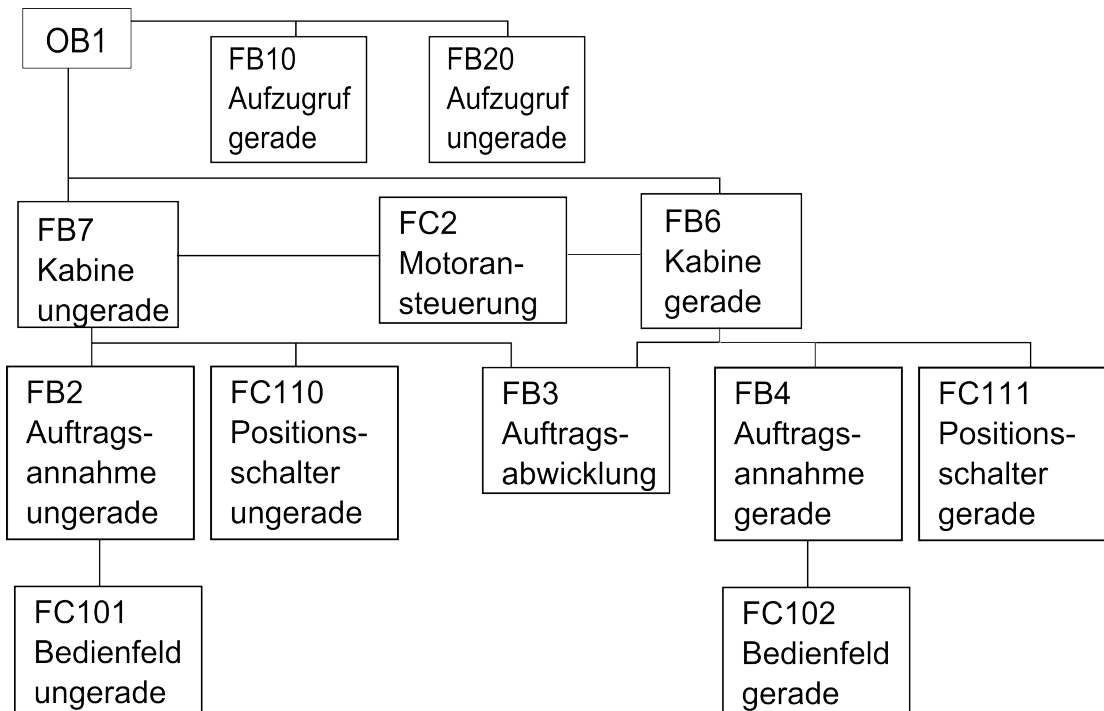 OB1
FB10
Aufzugruf
gerade
FB20
Aufzugruf
ungerade
FB7
Kabine
ungerade
FC2
Motoran-
steuerung
FB6
Kabine
gerade
FB2
Auftrags-
annahme
ungerade
FC110
Positions-
schalter
ungerade
FB3
Auftrags-
abwicklung
FB4
Auftrags-
annahme
gerade
FC111
Positions-
schalter
gerade
FC101
Bedienfeld
ungerade
FC102
Bedienfeld
gerade